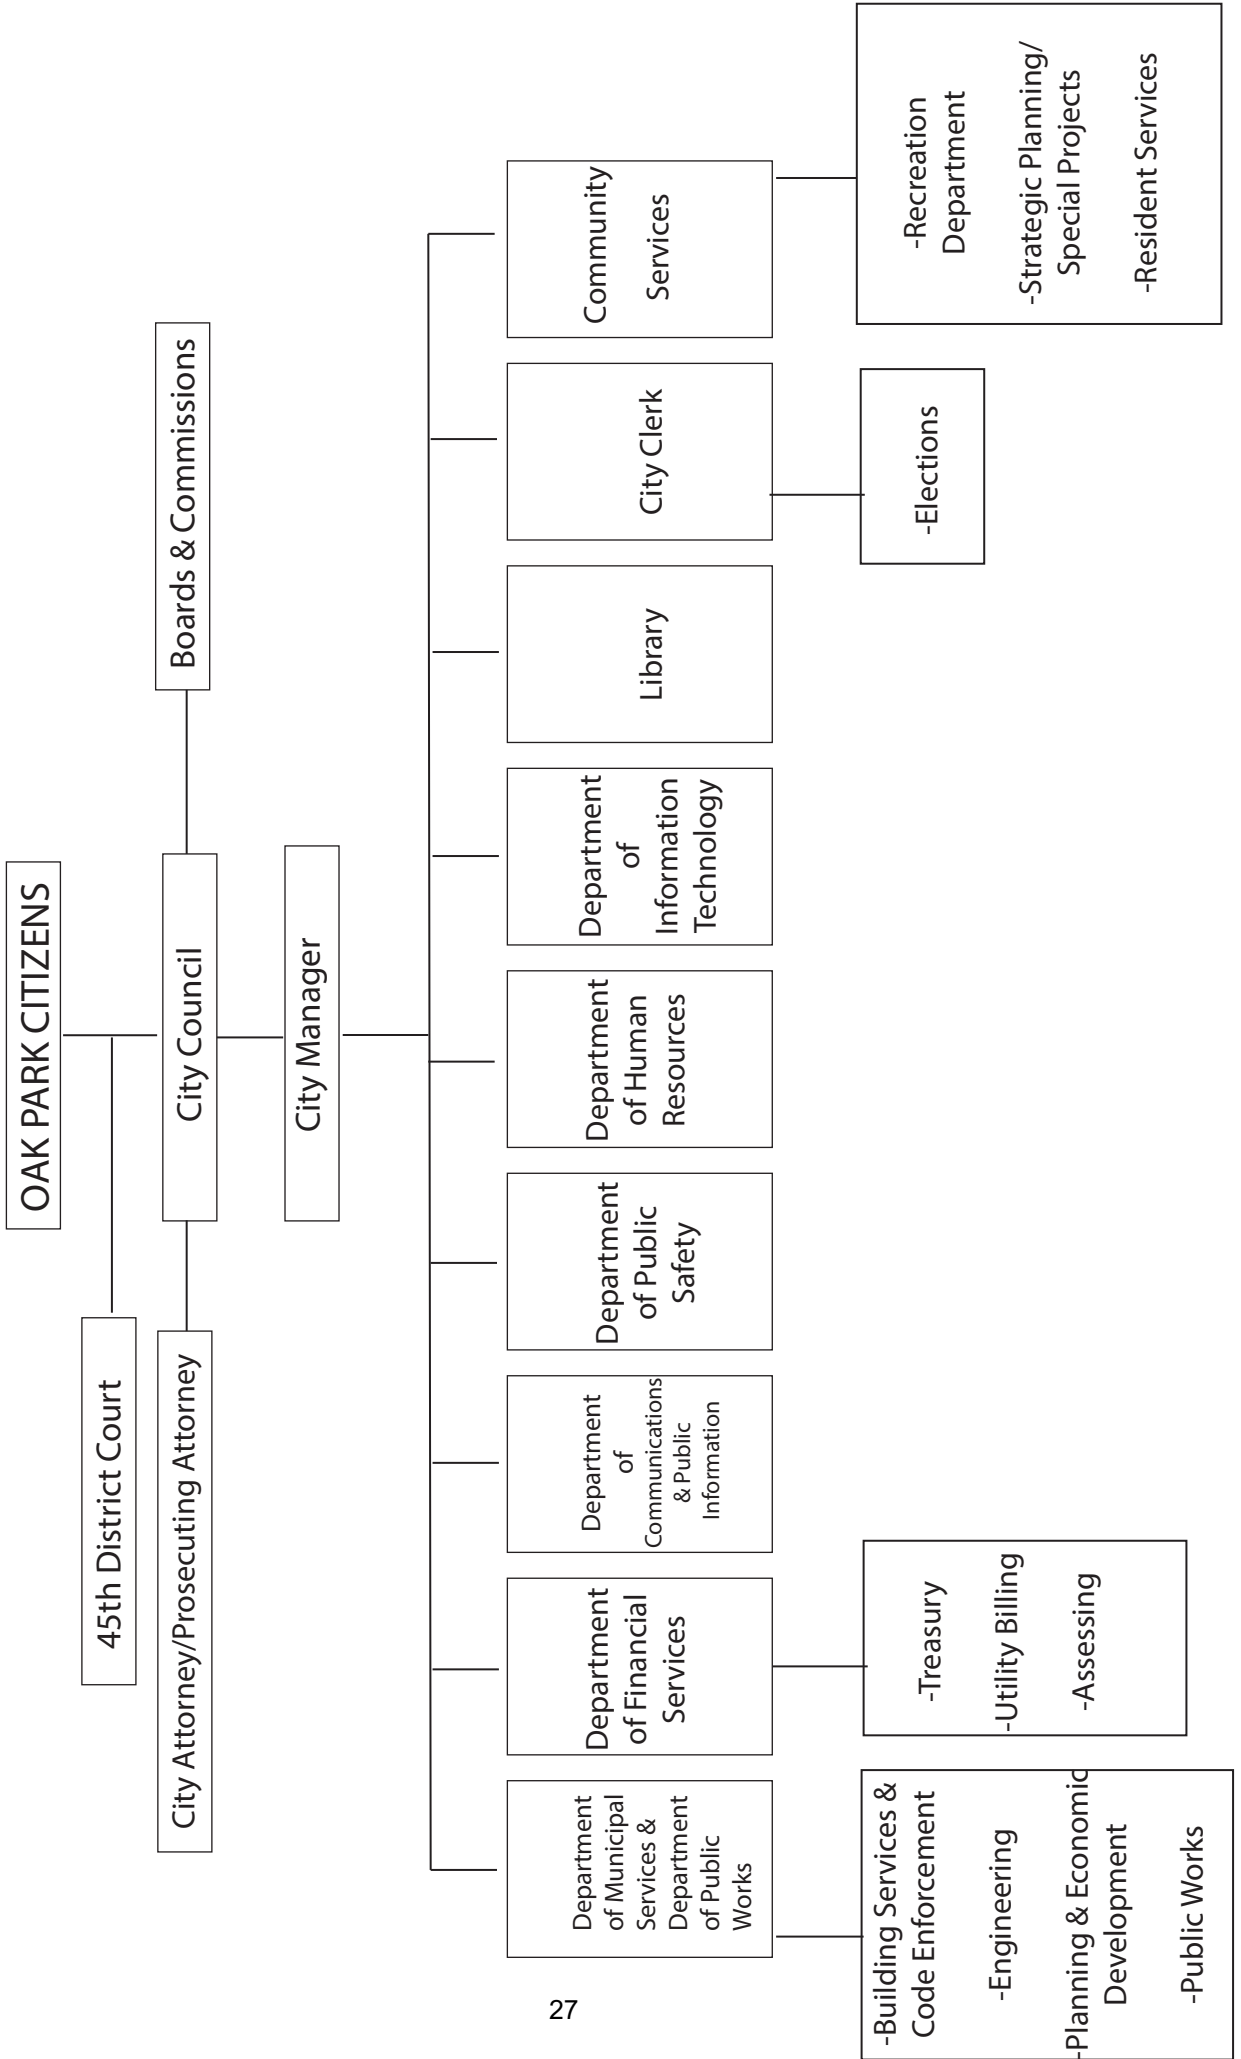 OAK PARK CITIZENS
45th District Court
City Attorney/Prosecuting Attorney
City Council
Boards & Commissions
City Manager
Department
of Municipal
Services &
Department
of Public
Works
Department
of Financial
Services
Department
of
Communications
& Public
Information
Department
of Public
Safety
Department
of Human
Resources
Department
of
Information
Technology
Library
City Clerk
Community
Services
-Building Services &
Code Enforcement
-Engineering
-Planning & Economic
Development
-Public Works
-Treasury
-Utility Billing
-Assessing
-Elections
-Recreation
Department
-Strategic Planning/
Special Projects
-Resident Services
27